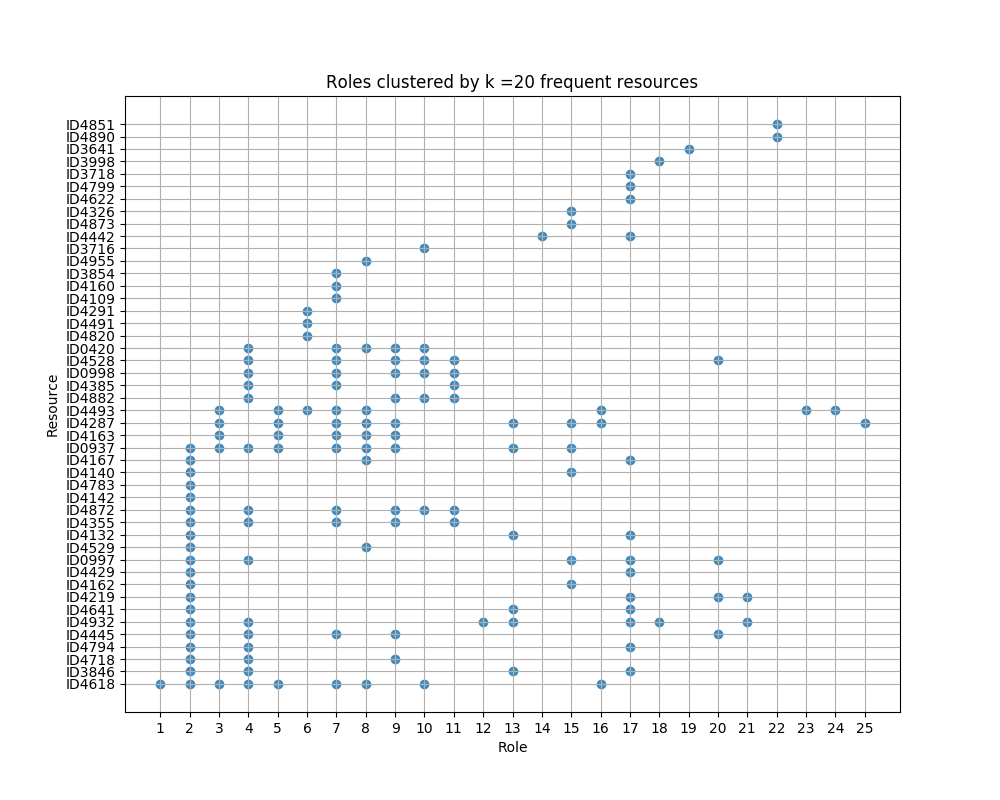 Roles clustered by k =20 frequent resources
ID4851
ID4890
ID3641
ID3998
ID3718
ID4799
ID4622
ID4326
ID4873
ID4442
ID3716
ID4955
ID3854
ID4160
ID4109
ID4291
ID4491
ID4820
ID0420
ID4528
ID0998
ID4385
ID4882
ID4493
ID4287
ID4163
ID0937
ID4167
ID4140
ID4783
ID4142
ID4872
ID4355
ID4132
ID4529
ID0997
ID4429
ID4162
ID4219
ID4641
ID4932
ID4445
ID4794
ID4718
ID3846
ID4618
Resource
1 2 3 4 5 6 7 8 9 10 11 12 13 14 15 16 17 18 19 20 21 22 23 24 25
Role